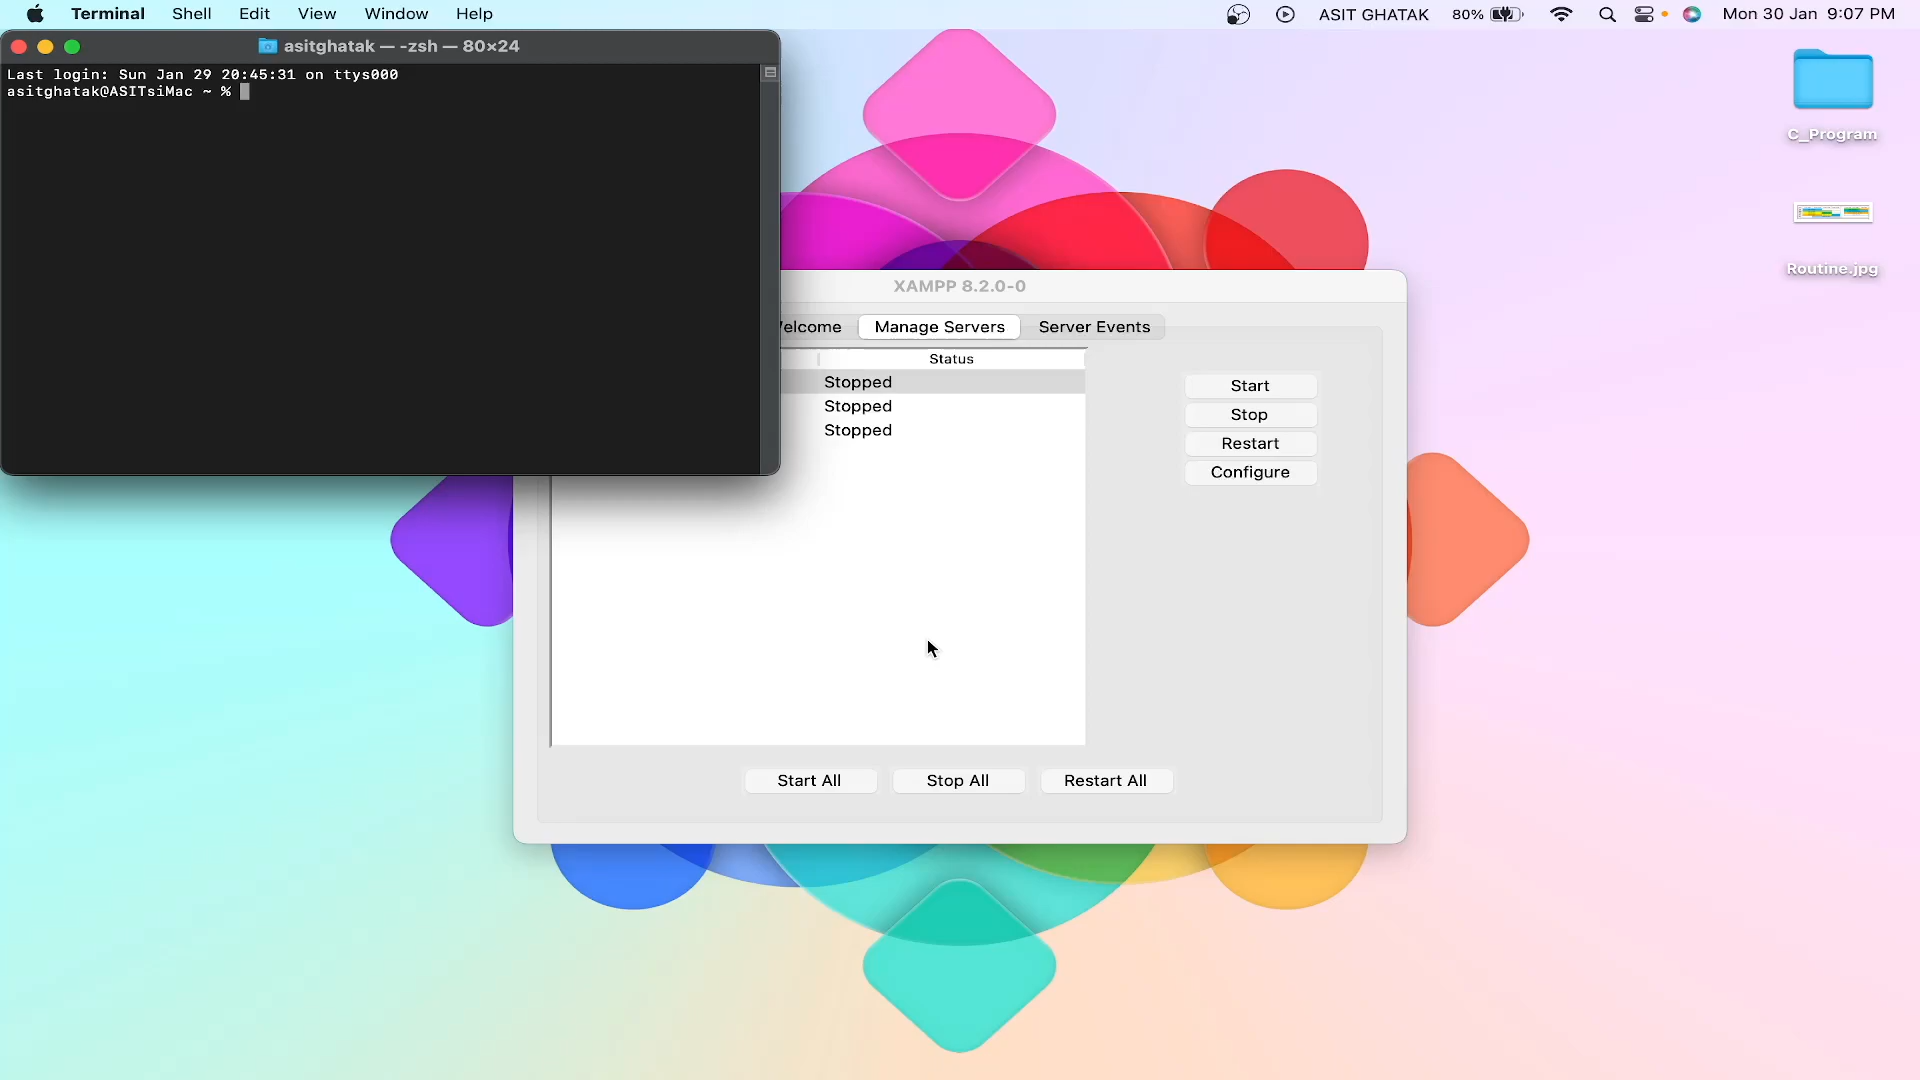 Terminal Shell Edit View Window Help ASIT GHATAK 80% Mon 30 Jan 9:07 PM
asitghatak — -zsh — 80×24
Last login: Sun Jan 29 20:45:31 on ttys000
asitghatak@ASITsiMac ~ %
C_Program
Routine.jpg
XAMPP 8.2.0-0
elcome Manage Servers Server Events
Status
Stopped
Stopped
Stopped
Start
Stop
Restart
Configure
Start All Stop All Restart All